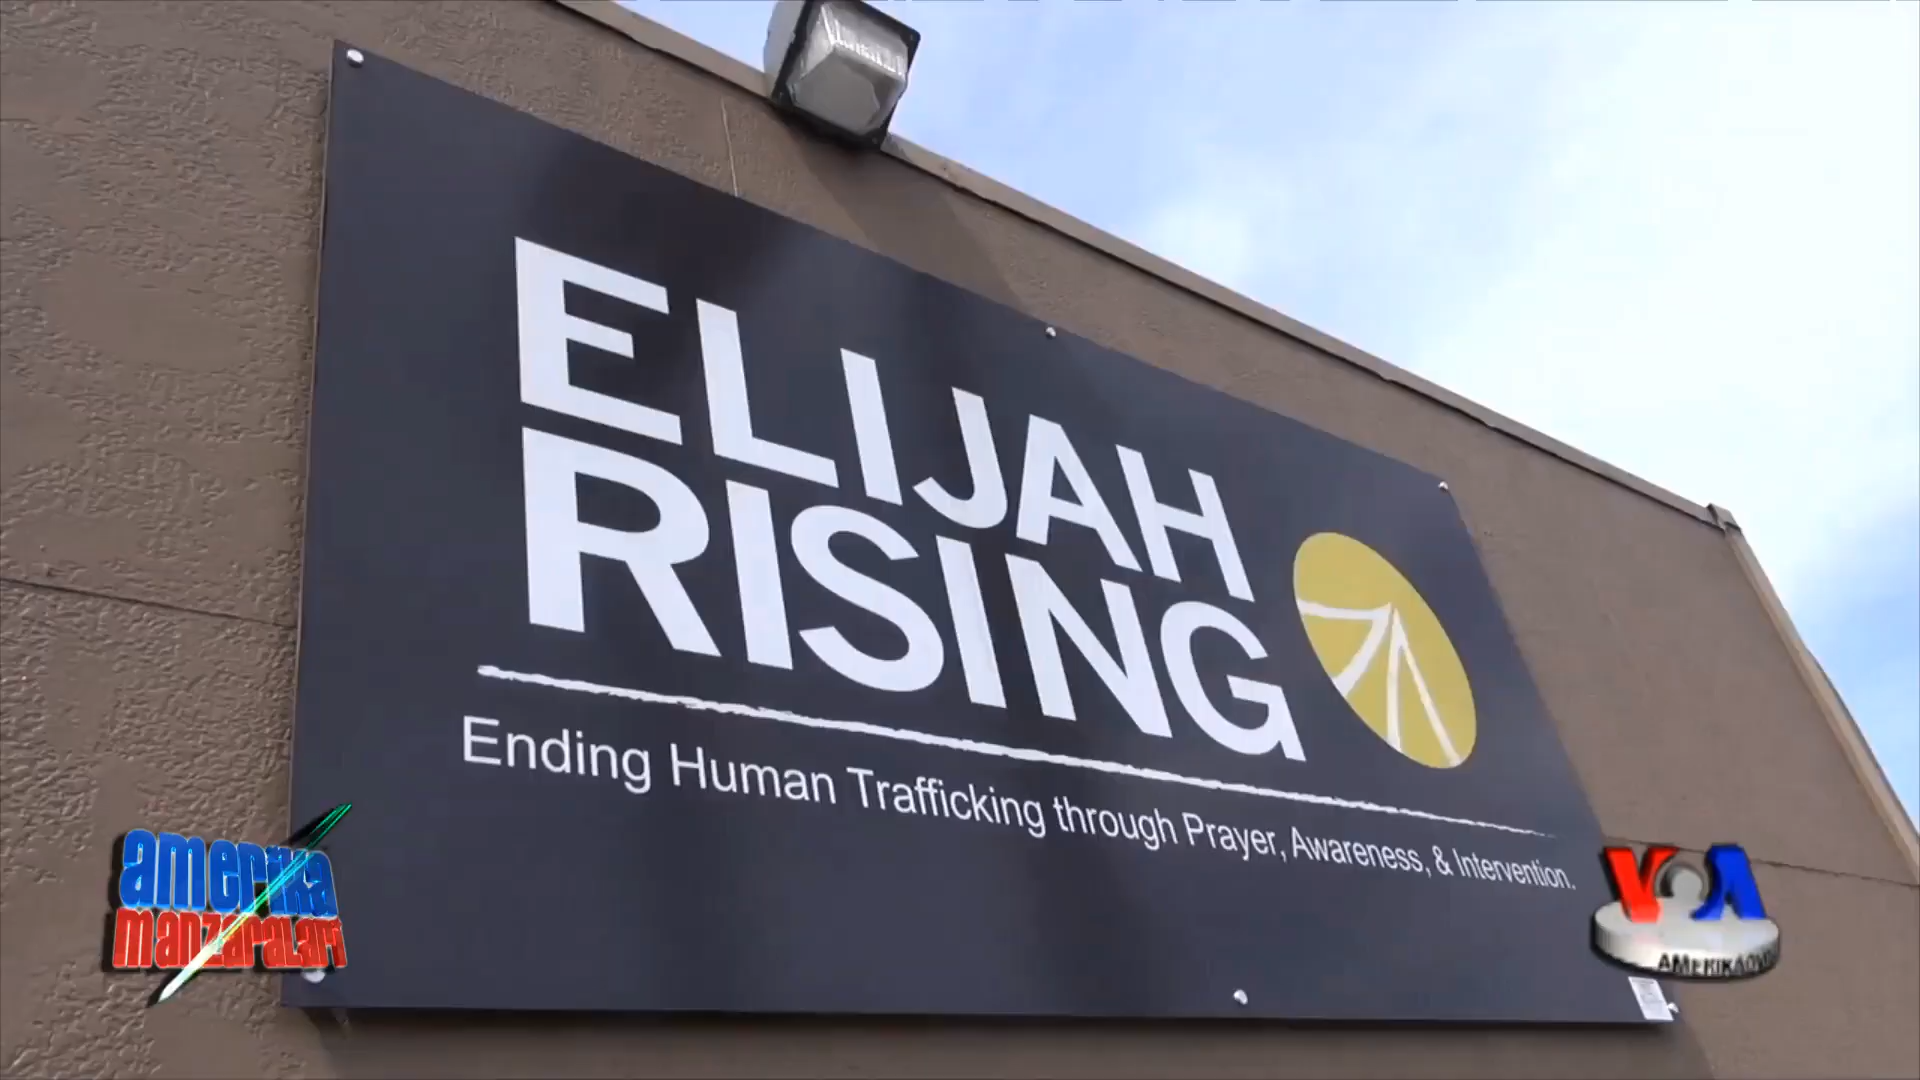 ELIJAH
RISING
Ending Human Trafficking through Prayer, Awareness, & Intervention.
amerika
manzaralari
VOA